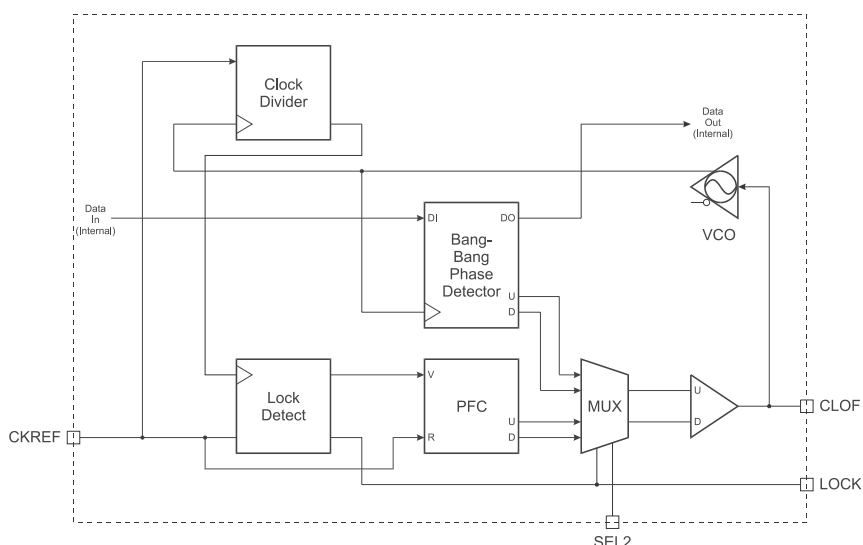 Clock
Divider
Data
Out
(Internal)
Data
In
(Internal)
DI
DO
Bang-
Bang
Phase
Detector
U
D
VCO
Lock
Detect
V
R
PFC
U
D
MUX
U
D
CLOF
CKREF
LOCK
SEL2